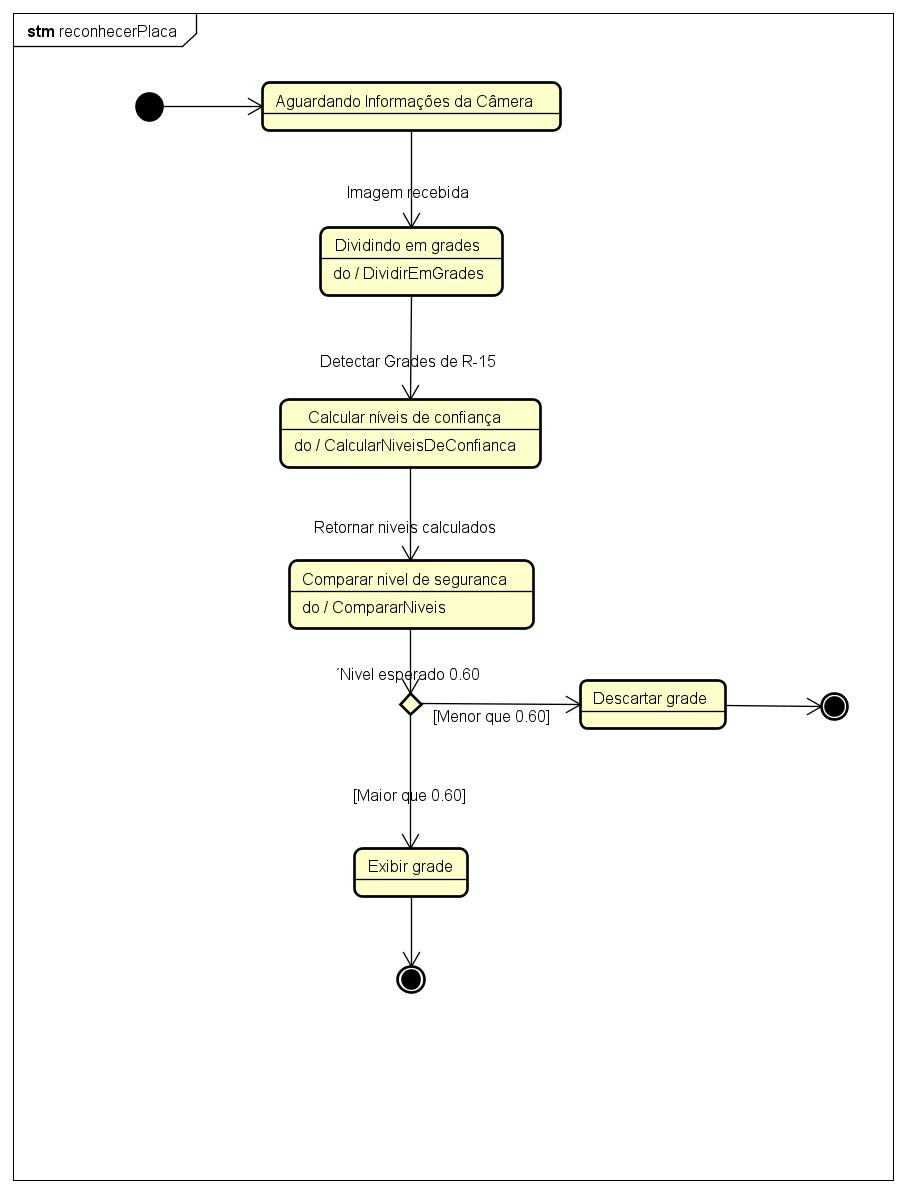 stm reconhecerPlaca
Aguardando Informações da Câmera
Imagem recebida
Dividindo em grades
do / DividirEmGrades
Detectar Grades de R-15
Calcular níveis de confiança
do / CalcularNiveisDeConfianca
Retornar niveis calculados
Comparar nivel de seguranca
do / CompararNiveis
´Nivel esperado 0.60
Descartar grade
[Menor que 0.60]
[Maior que 0.60]
Exibir grade